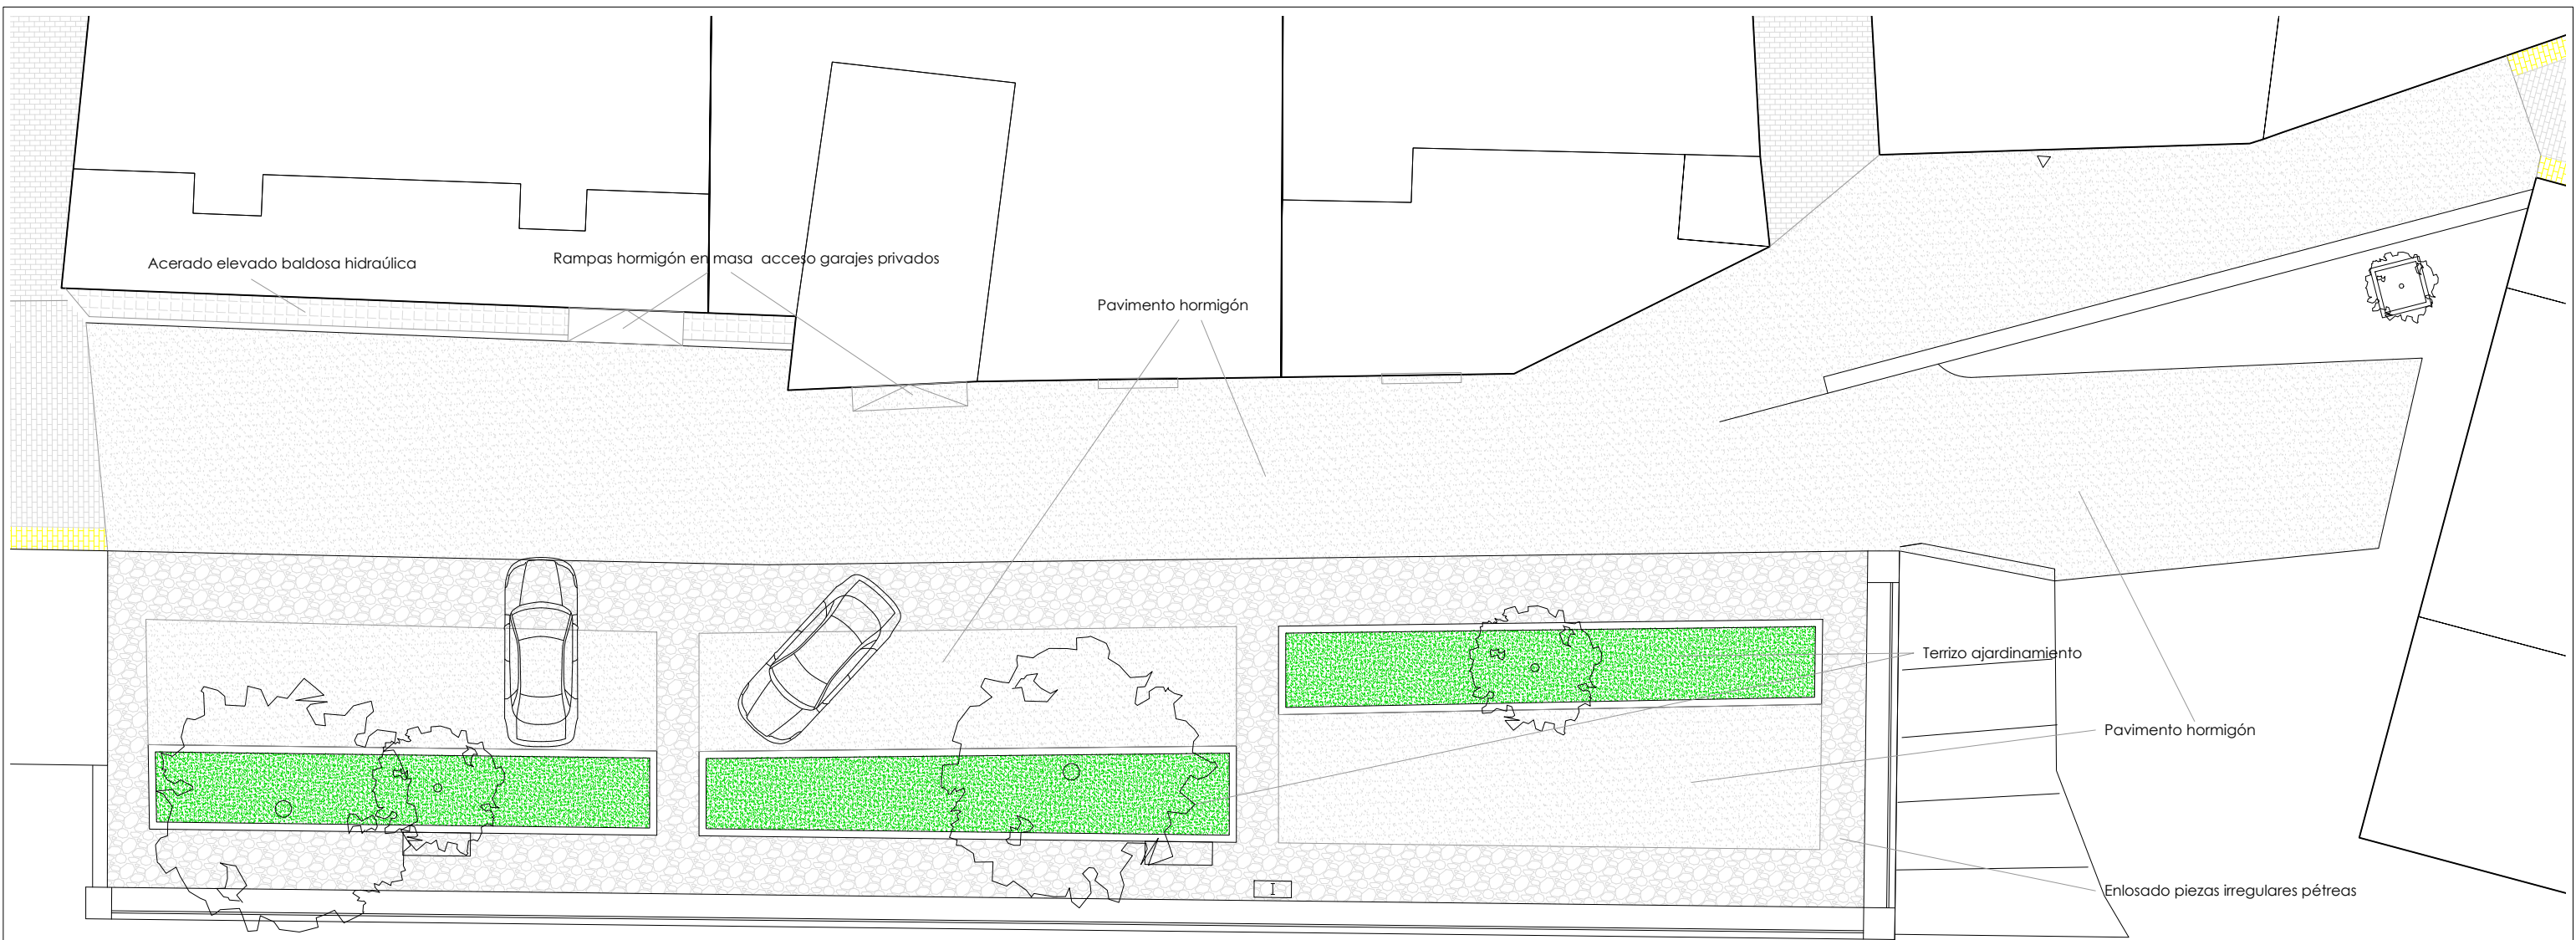 Rampas hormigón en masa  acceso garajes privados
Acerado elevado baldosa hidraúlica
Pavimento hormigón
Terrizo ajardinamiento
Pavimento hormigón
I
Enlosado piezas irregulares pétreas